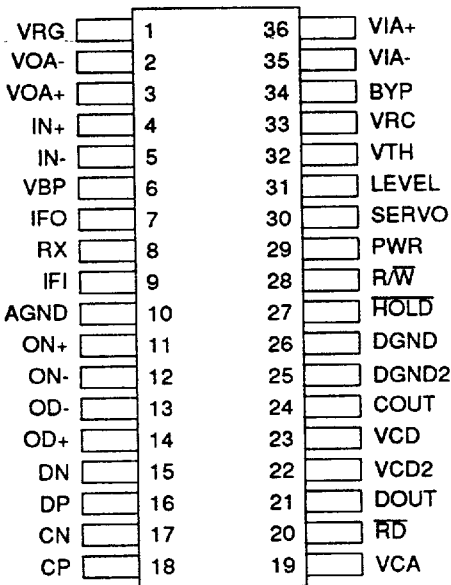 VRG 1 36 VIA+
VOA- 2 35 VIA-
VOA+ 3 34 BYP
IN+ 4 33 VRC
IN- 5 32 VTH
VBP 6 31 LEVEL
IFO 7 30 SERVO
RX 8 29 PWR
IFI 9 28 R/W̅
AGND 10 27 H̅O̅L̅D̅
ON+ 11 26 DGND
ON- 12 25 DGND2
OD- 13 24 COUT
OD+ 14 23 VCD
DN 15 22 VCD2
DP 16 21 D̅O̅U̅T̅
CN 17 20 R̅D̅
CP 18 19 VCA